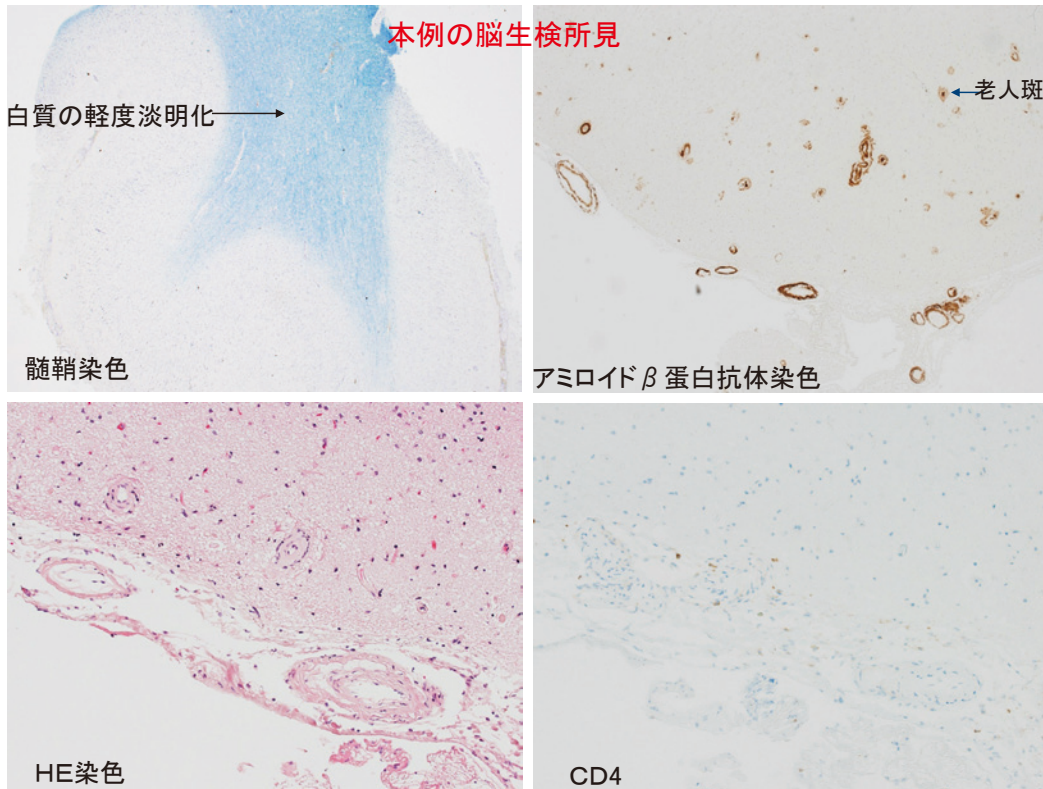 本例の脳生検所見
白質の軽度淡明化
老人斑
髄鞘染色
アミロイドβ蛋白抗体染色
HE染色
CD4